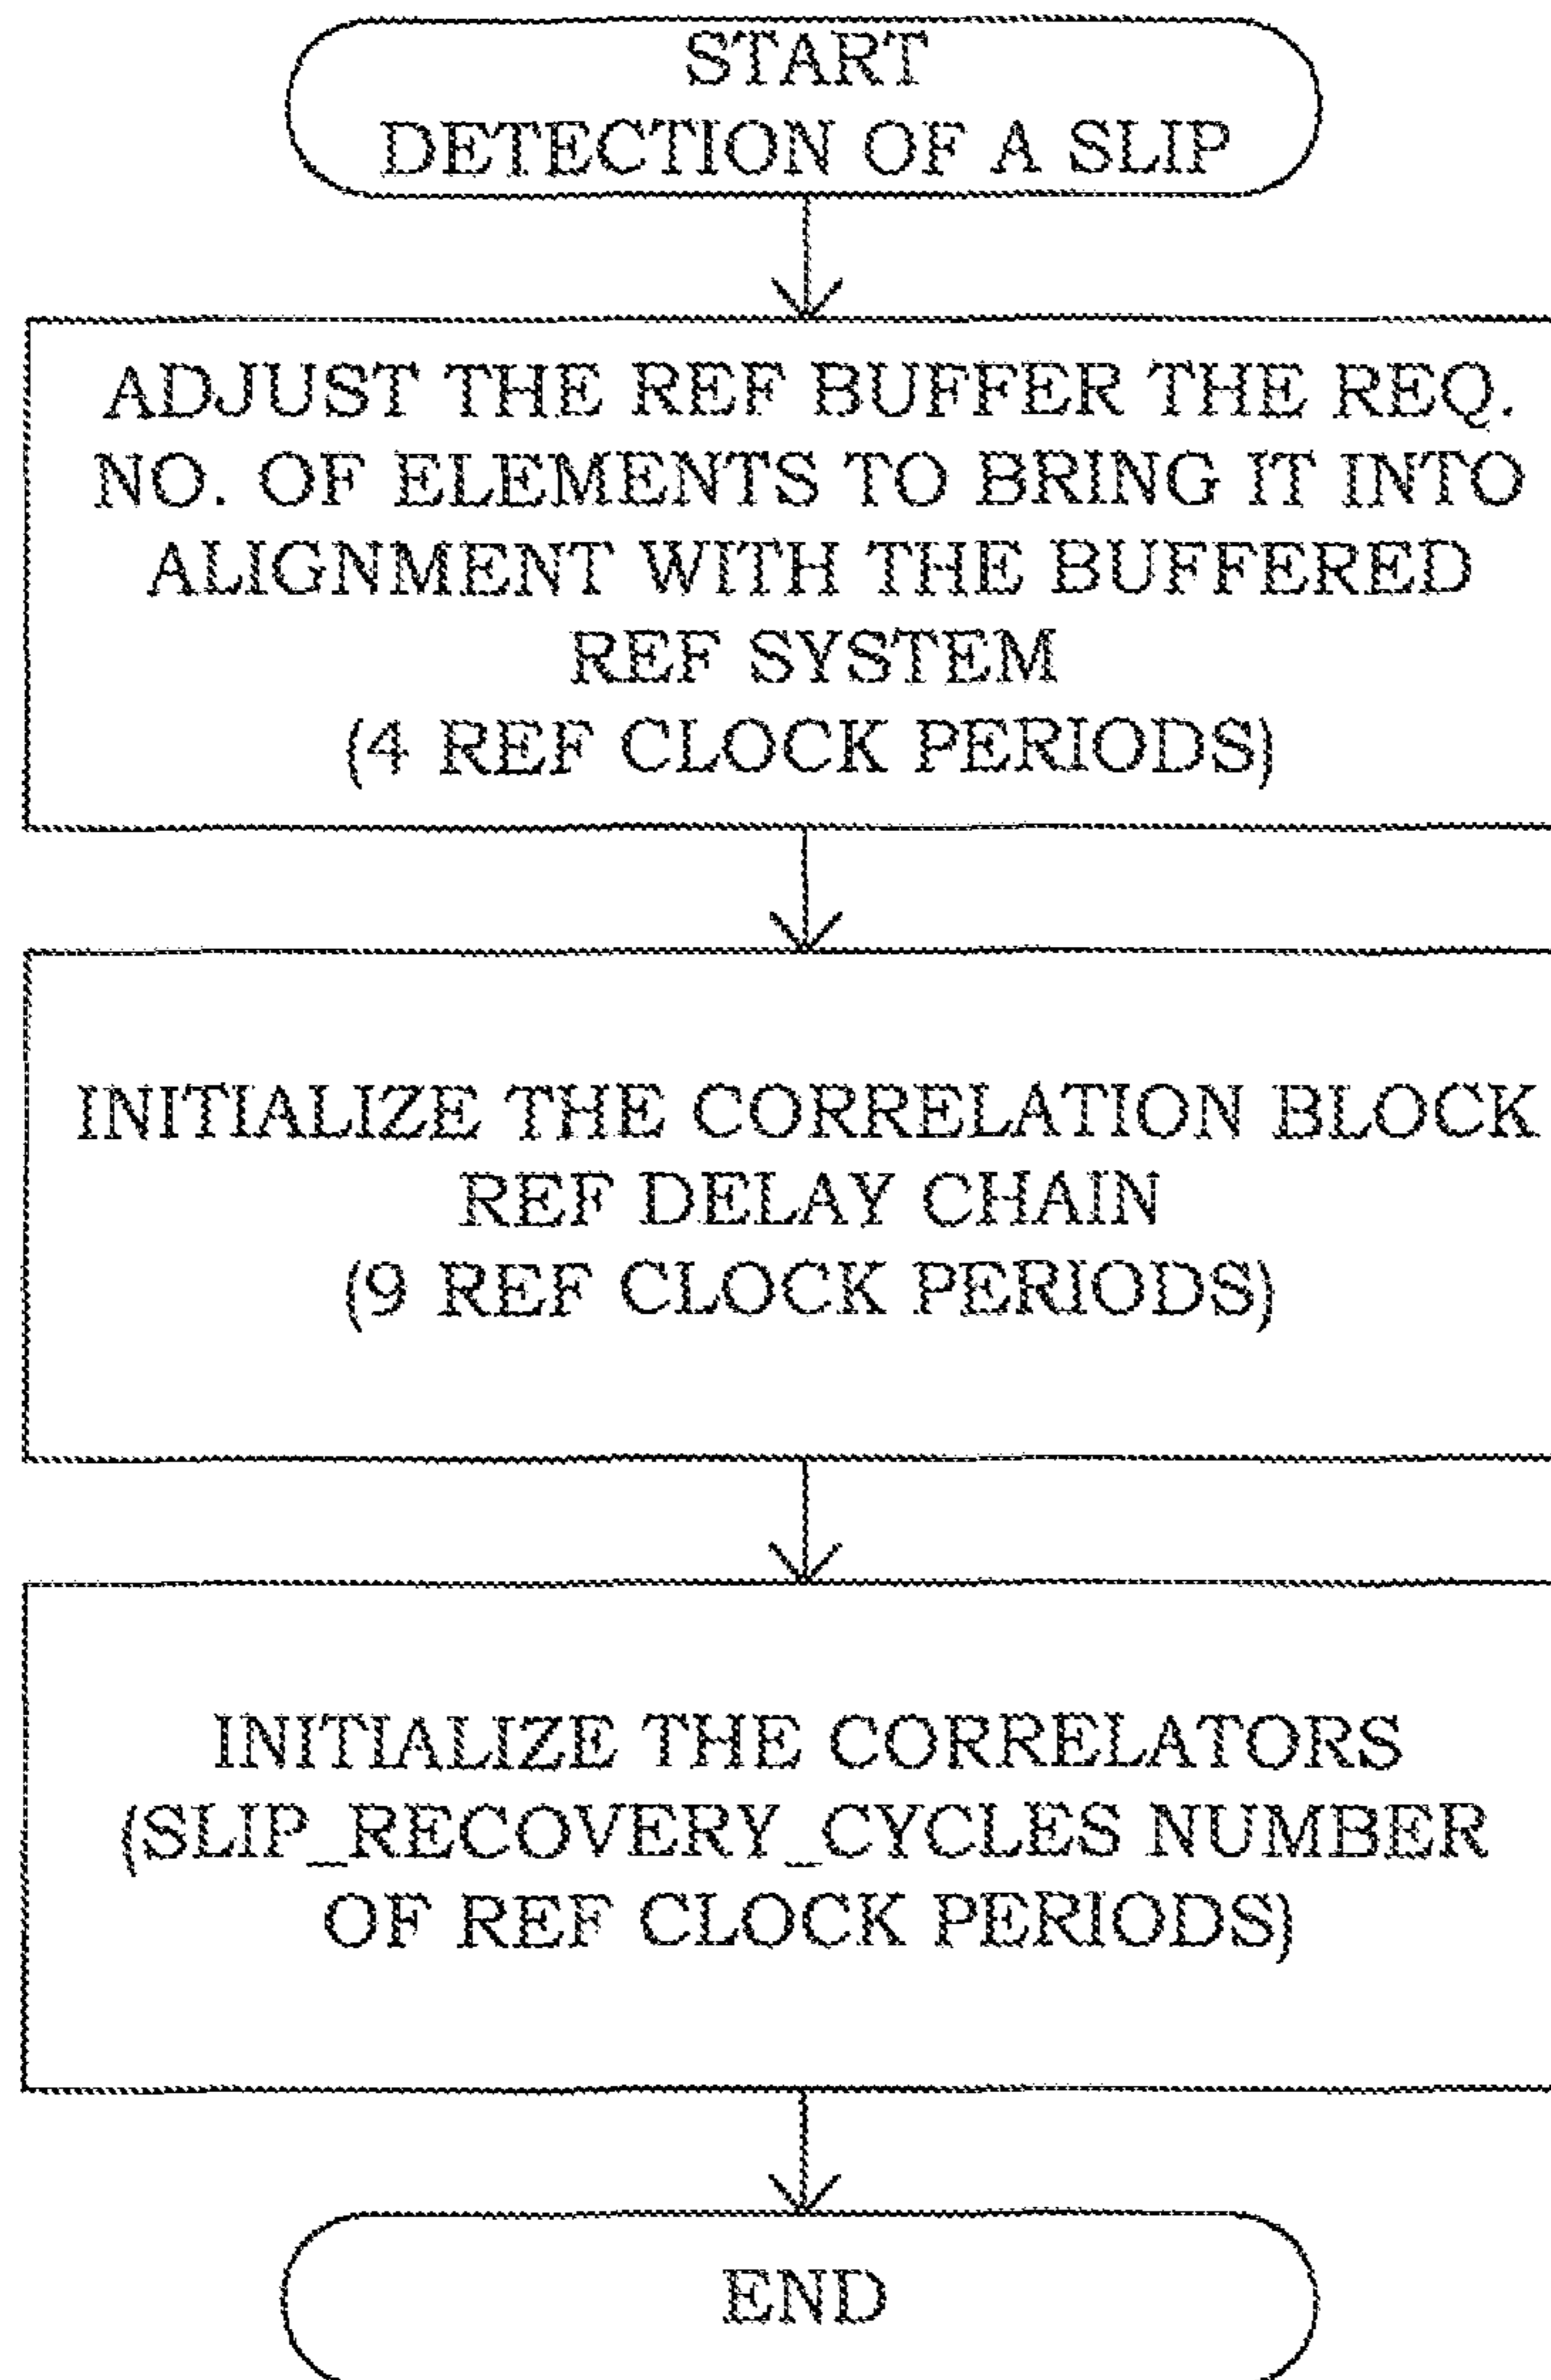 START
DETECTION OF A SLIP
ADJUST THE REF BUFFER THE REQ.
NO. OF ELEMENTS TO BRING IT INTO
ALIGNMENT WITH THE BUFFERED
REF SYSTEM
(4 REF CLOCK PERIODS)
INITIALIZE THE CORRELATION BLOCK
REF DELAY CHAIN
(9 REF CLOCK PERIODS)
INITIALIZE THE CORRELATORS
(SLIP_RECOVERY_CYCLES NUMBER
OF REF CLOCK PERIODS)
END